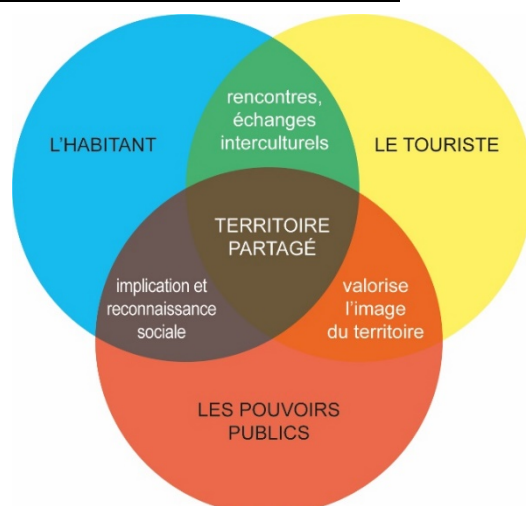 rencontres,
échanges
interculturels
L'HABITANT
LE TOURISTE
TERRITOIRE
PARTAGÉ
implication et
reconnaissance
sociale
valorise
l'image
du territoire
LES POUVOIRS
PUBLICS